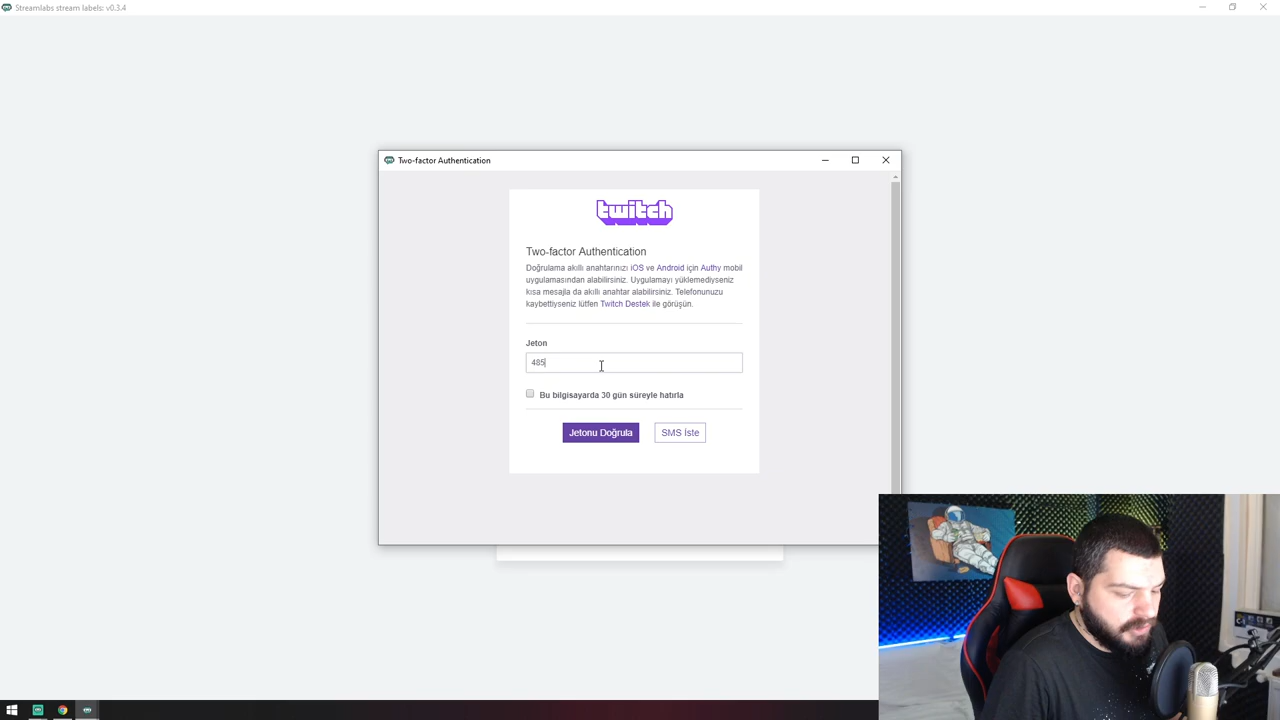 Streamlabs stream labels: v0.3.4
Two-factor Authentication
twitch
Two-factor Authentication
Doğrulama akıllı anahtarınızı iOS ve Android için Authy mobil
uygulamasından alabilirsiniz. Uygulamayı yüklemediyseniz
kısa mesajla da akıllı anahtar alabilirsiniz. Telefonunuzu
kaybettiyseniz lütfen Twitch Destek ile görüşün.
Jeton
485
Bu bilgisayarda 30 gün süreyle hatırla
Jetonu Doğrula
SMS İste